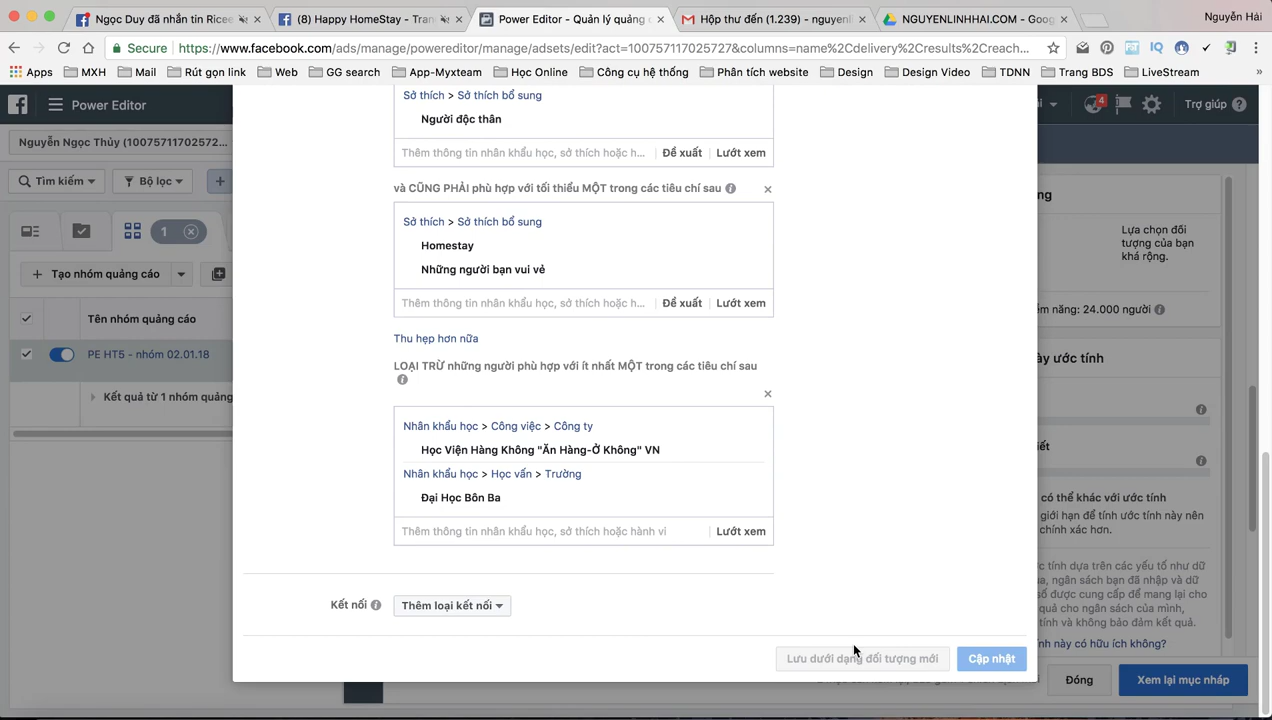 Ngọc Duy đã nhắn tin Ricee
(8) Happy HomeStay - Tran
Power Editor - Quản lý quảng c
Hộp thư đến (1.239) - nguyenl
NGUYENLINHHAI.COM - Goog
Nguyễn Hải
Secure
https://www.facebook.com/ads/manage/powereditor/manage/adsets/edit?act=100757117025727&columns=name%2Cdelivery%2Cresults%2Creach...
Apps
MXH
Mail
Rút gọn link
Web
GG search
App-Myxteam
Học Online
Công cụ hệ thống
Phân tích website
Design
Design Video
TDNN
Trang BDS
LiveStream
»
Power Editor
4
Trợ giúp
Nguyễn Ngọc Thủy (10075711702572...
Tìm kiếm
Bộ lọc
1
Tạo nhóm quảng cáo
Tên nhóm quảng cáo
PE HT5 - nhóm 02.01.18
Kết quả từ 1 nhóm quảng
Sở thích > Sở thích bổ sung
Người độc thân
Thêm thông tin nhân khẩu học, sở thích hoặc h...
Đề xuất
Lướt xem
và CŨNG PHẢI phù hợp với tối thiểu MỘT trong các tiêu chí sau
Sở thích > Sở thích bổ sung
Homestay
Những người bạn vui vẻ
Thêm thông tin nhân khẩu học, sở thích hoặc h...
Đề xuất
Lướt xem
Thu hẹp hơn nữa
LOẠI TRỪ những người phù hợp với ít nhất MỘT trong các tiêu chí sau
Nhân khẩu học > Công việc > Công ty
Học Viện Hàng Không "Ăn Hàng-Ở Không" VN
Nhân khẩu học > Học vấn > Trường
Đại Học Bôn Ba
Thêm thông tin nhân khẩu học, sở thích hoặc hành vi
Lướt xem
Kết nối
Thêm loại kết nối
Lưu dưới dạng đối tượng mới
Cập nhật
ng
Lựa chọn đối
tượng của bạn
khá rộng.
ềm năng: 24.000 người
ày ước tính
iết
có thể khác với ước tính
giới hạn để tính ước tính này nên
chính xác hơn.
tính dựa trên các yếu tố như dữ
ua, ngân sách bạn đã nhập và dữ
số được cung cấp để mang lại cho
quả cho ngân sách của mình,
tính và không bảo đảm kết quả.
ính này có hữu ích không?
Đóng
Xem lại mục nháp